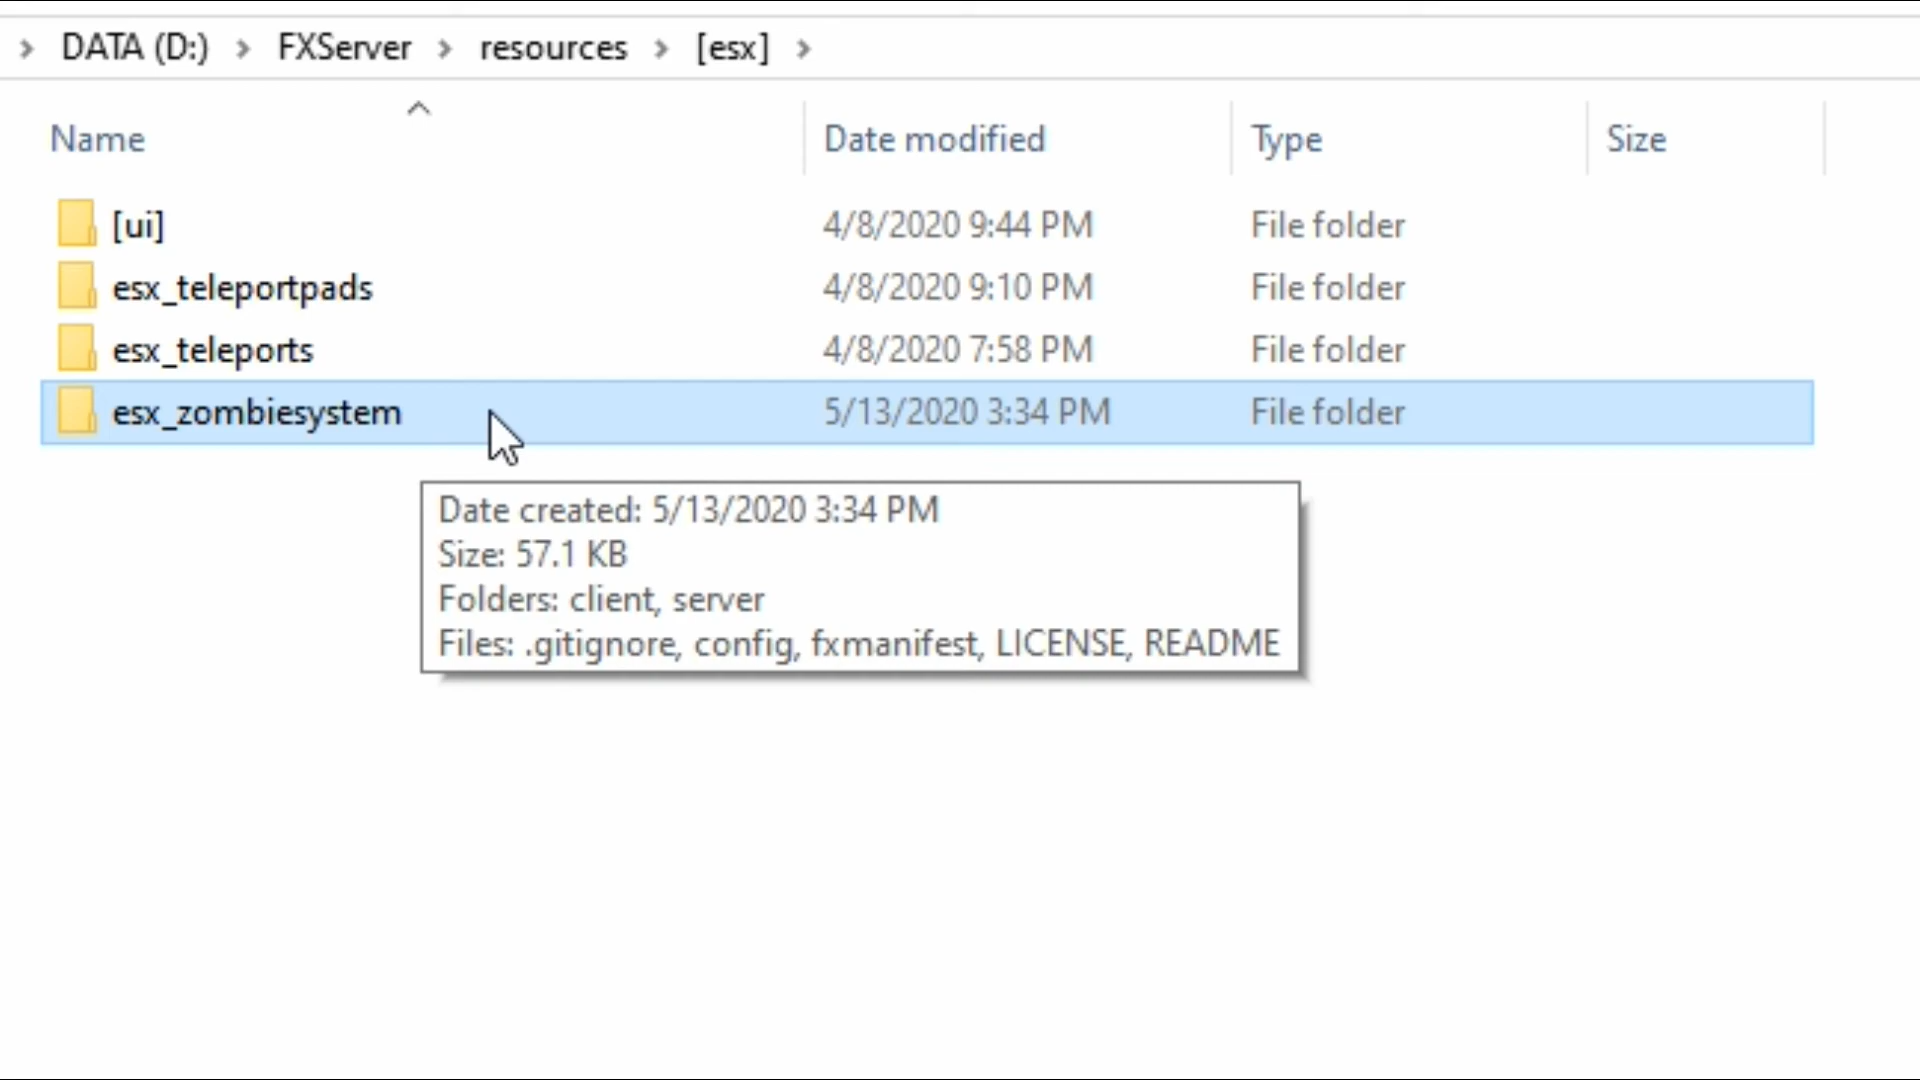 DATA (D:) FXServer resources [esx]
Name Date modified Type Size
[ui] 4/8/2020 9:44 PM File folder
esx_teleportpads 4/8/2020 9:10 PM File folder
esx_teleports 4/8/2020 7:58 PM File folder
esx_zombiesystem 5/13/2020 3:34 PM File folder
Date created: 5/13/2020 3:34 PM
Size: 57.1 KB
Folders: client, server
Files: .gitignore, config, fxmanifest, LICENSE, README